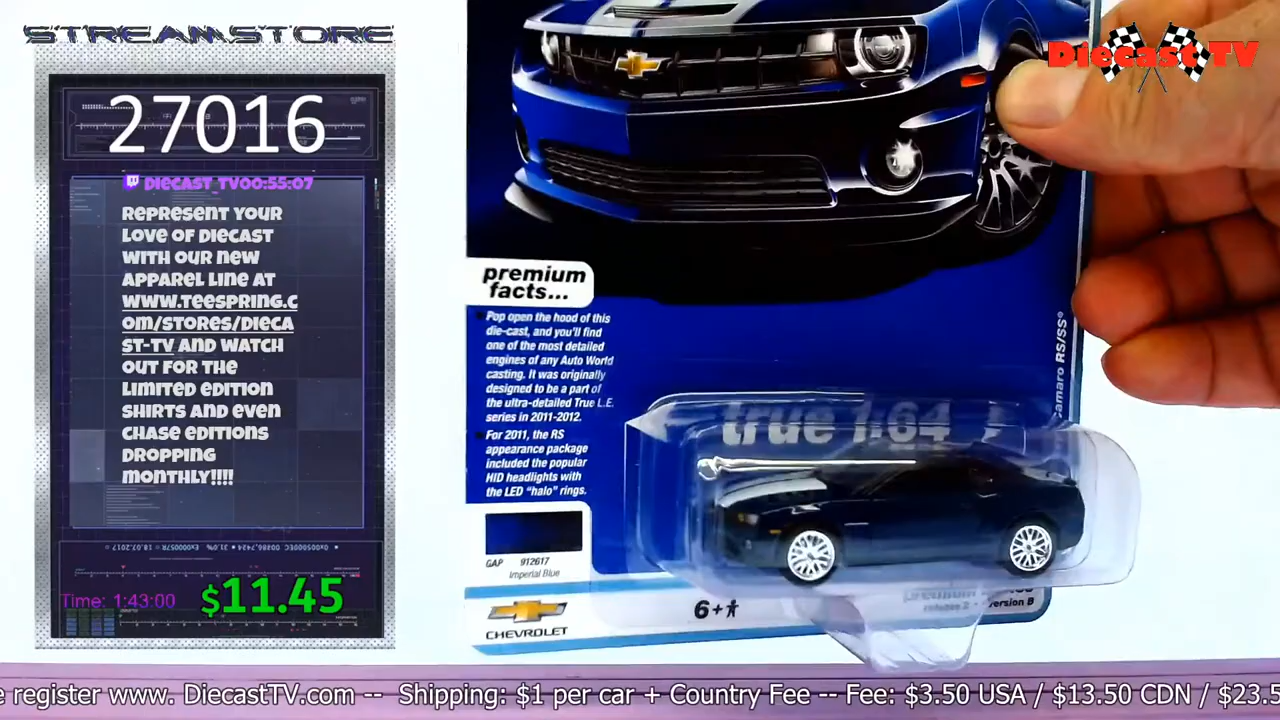 STREAMSTORE
27016
DIECAST_TV00:55:07
REPRESENT YOUR
LOVE OF DIECAST
WITH OUR NEW
APPAREL LINE AT
WWW.TEESPRING.C
OM/STORES/DIECA
ST-TV AND WATCH
OUT FOR THE
LIMITED EDITION
SHIRTS AND EVEN
CHASE EDITIONS
DROPPING
MONTHLY!!!!
Time: 1:43:00
$11.45
Diecast TV
premium
facts...
Pop open the hood of this
die-cast, and you'll find
one of the most detailed
engines of any Auto World
casting. It was originally
designed to be a part of
the ultra-detailed True L.E.
series in 2011-2012.
For 2011, the RS
appearance package
included the popular
HID headlights with
the LED "halo" rings.
GAP 912617
Imperial Blue
CHEVROLET
6+
True 1:64
Camaro RS/SS®
version B
e register www. DiecastTV.com -- Shipping: $1 per car + Country Fee -- Fee: $3.50 USA / $13.50 CDN / $23.5